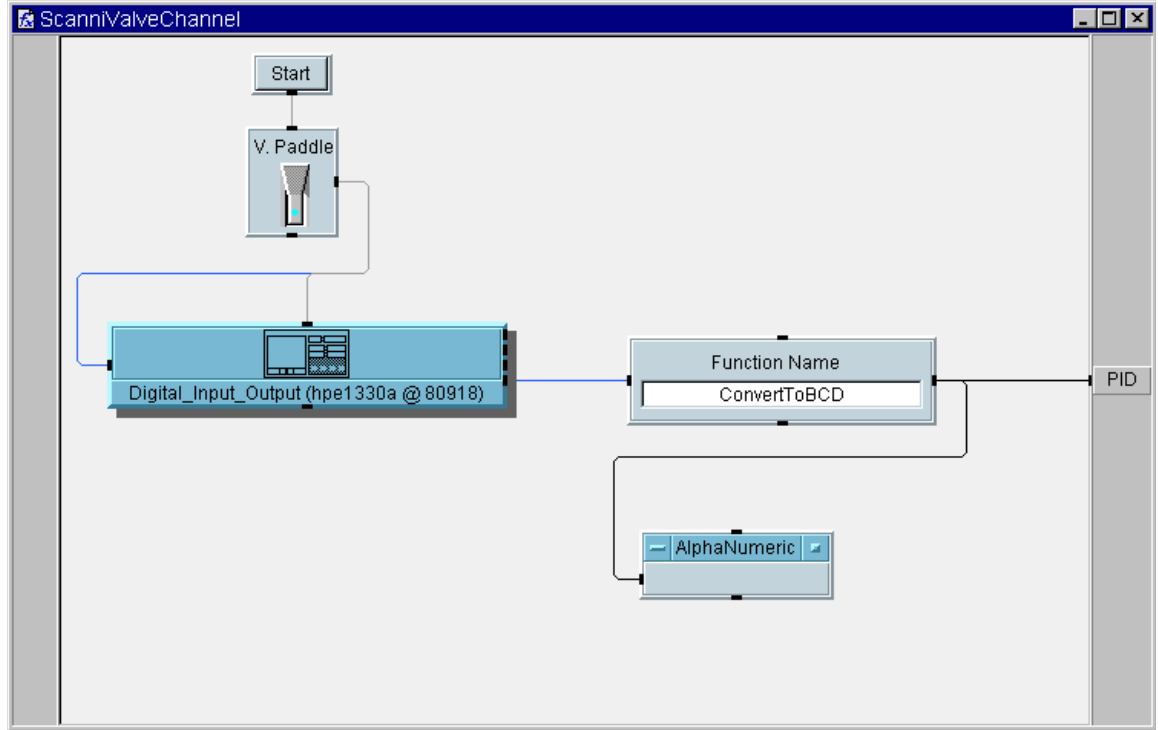 ScanniValveChannel
Start
V. Paddle
Digital_Input_Output (hpe1330a @ 80918)
Function Name
ConvertToBCD
PID
AlphaNumeric